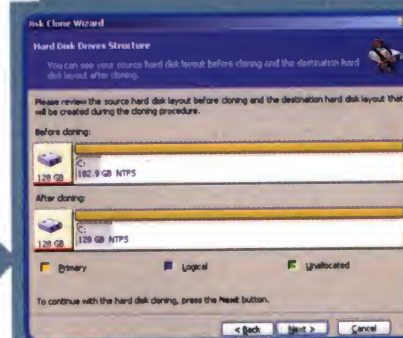 Disk Clone Wizard
Hard Disk Drives Structure
You can see your source hard disk layout before cloning and the destination hard
disk layout after cloning.
Please review the source hard disk layout before cloning and the destination hard disk layout that
will be created during the cloning procedure.
Before cloning:
128 GB
C:
102.9 GB NTFS
After cloning:
128 GB
C:
128 GB NTFS
Primary
Logical
Unallocated
To continue with the hard disk cloning, press the Next button.
< Back
Next >
Cancel